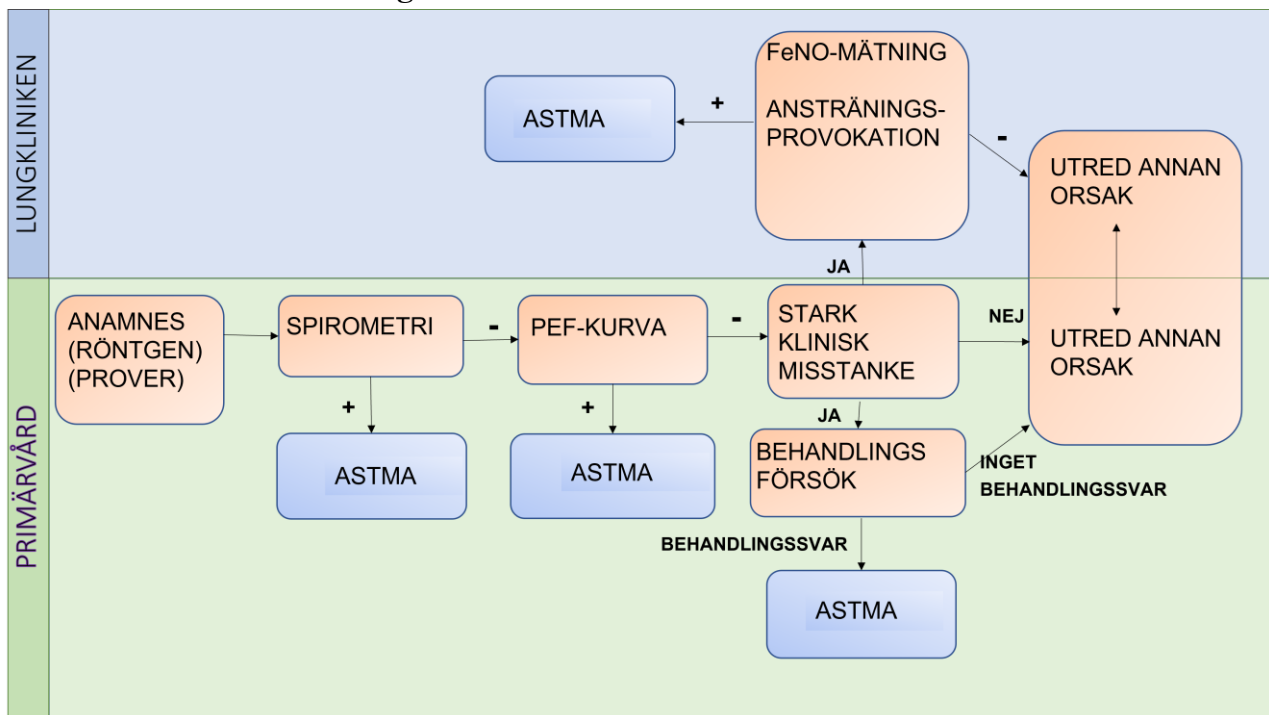 LUNGKLINIKEN
FeNO-MÄTNING
ANSTRÄNINGS-
PROVOKATION
+
ASTMA
-
UTRED ANNAN
ORSAK
JA
PRIMÄRVÅRD
ANAMNES
(RÖNTGEN)
(PROVER)
SPIROMETRI
-
PEF-KURVA
-
STARK
KLINISK
MISSTANKE
NEJ
UTRED ANNAN
ORSAK
+
ASTMA
+
ASTMA
JA
BEHANDLINGS
FÖRSÖK
INGET
BEHANDLINGSSVAR
BEHANDLINGSSVAR
ASTMA